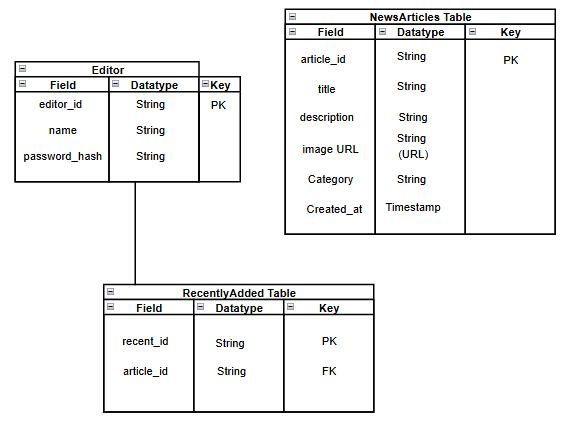 NewsArticles Table
Field Datatype Key
article_id String PK
title String
description String
image URL String
(URL)
Category String
Created_at Timestamp
Editor
Field Datatype Key
editor_id String PK
name String
password_hash String
RecentlyAdded Table
Field Datatype Key
recent_id String PK
article_id String FK